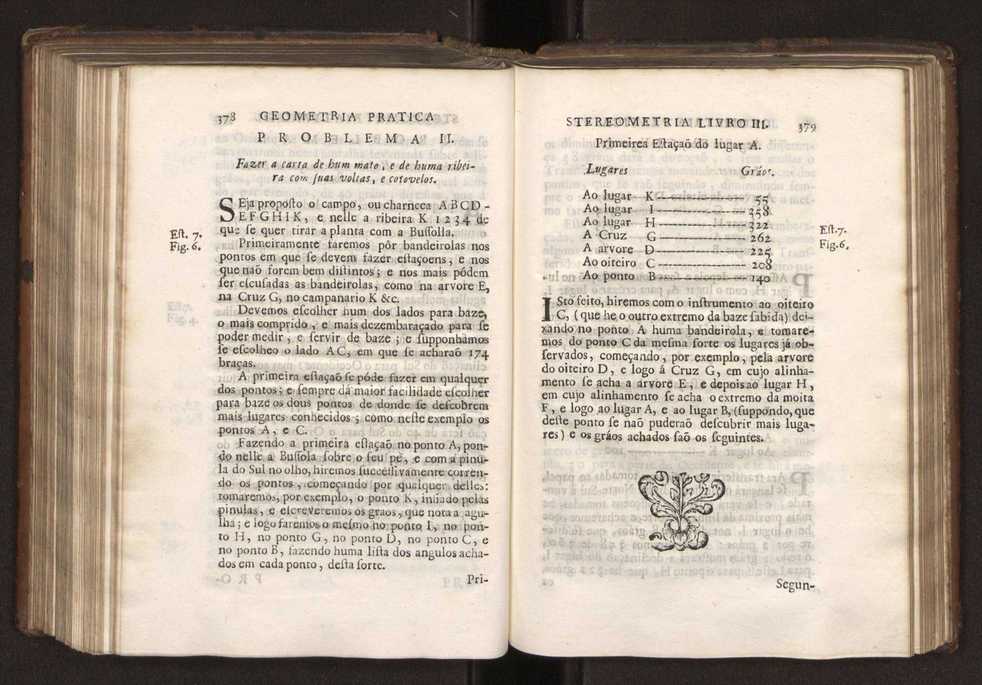 378 GEOMETRIA PRATICA
PROBLEMA II.
Fazer a carta de hum mato, e de huma ribei-
ra com suas voltas, e cotovelos.
Est. 7.
Fig. 6.
SEja proposto o campo, ou charneca ABCD-
EFGHIK, e nelle a ribeira K 1 2 3 4 de
que se quer tirar a planta com a Bussolla.
Primeiramente taremos pôr bandeirolas nos
pontos em que se devem fazer estaçoens, e nos
que naõ forem bem distintos; e nos mais pódem
ser escusadas as bandeirolas, como na arvore E,
na Cruz G, no campanario K &c.
Devemos escolher hum dos lados para baze,
o mais comprido, e mais dezembaraçado para se
poder medir, e servir de baze; e supponhamos
se escolheo o lado AC, em que se acharaõ 174
braças.
A primeira estaçaõ se póde fazer em qualquer
dos pontos; e sempre dá maior facilidade escolher
para baze os dous pontos de donde se descobrem
mais lugares conhecidos; como neste exemplo os
pontos A, e C.
Fazendo a primeira estaçaõ no ponto A, pon-
do nelle a Bussola sobre o seu pé, e com a pinu-
la do Sul no olho, hiremos successivamente corren-
do os pontos, começando por qualquer delles:
tomaremos, por exemplo, o ponto K, infiado pelas
pinulas, e escreveremos os graos, que nota a agu-
lha; e logo faremos o mesmo no ponto I, no pon-
to H, no ponto G, no ponto D, no ponto C, e
no ponto B, fazendo huma lista dos angulos acha-
dos em cada ponto, desta sorte.
Pri-
STEREOMETRIA LIVRO III. 379
Primeirea Estaçaõ do lugar A.
Lugares Gráos.
Ao lugar K 55
Ao lugar I 358
Ao lugar H 322
A Cruz G 262
A arvore D 225
Ao oiteiro C 208
Ao ponto B 140
Est. 7.
Fig. 6.
ISto feito, hiremos com o instrumento ao oiteiro
C, (que he o outro extremo da baze sabida) dei-
xando no ponto A huma bandeirola, e tomare-
mos do ponto C da mesma sorte os lugares já ob-
servados, começando, por exemplo, pela arvore
do oiteiro D, e logo á Cruz G, em cujo alinha-
mento se acha a arvore E, e depois ao lugar H,
em cujo alinhamento se acha o extremo da moita
F, e logo ao lugar A, e ao lugar B, (suppondo, que
deste ponto se naõ puderaõ descubrir mais luga-
res) e os gráos achados saõ os seguintes.
Segun-